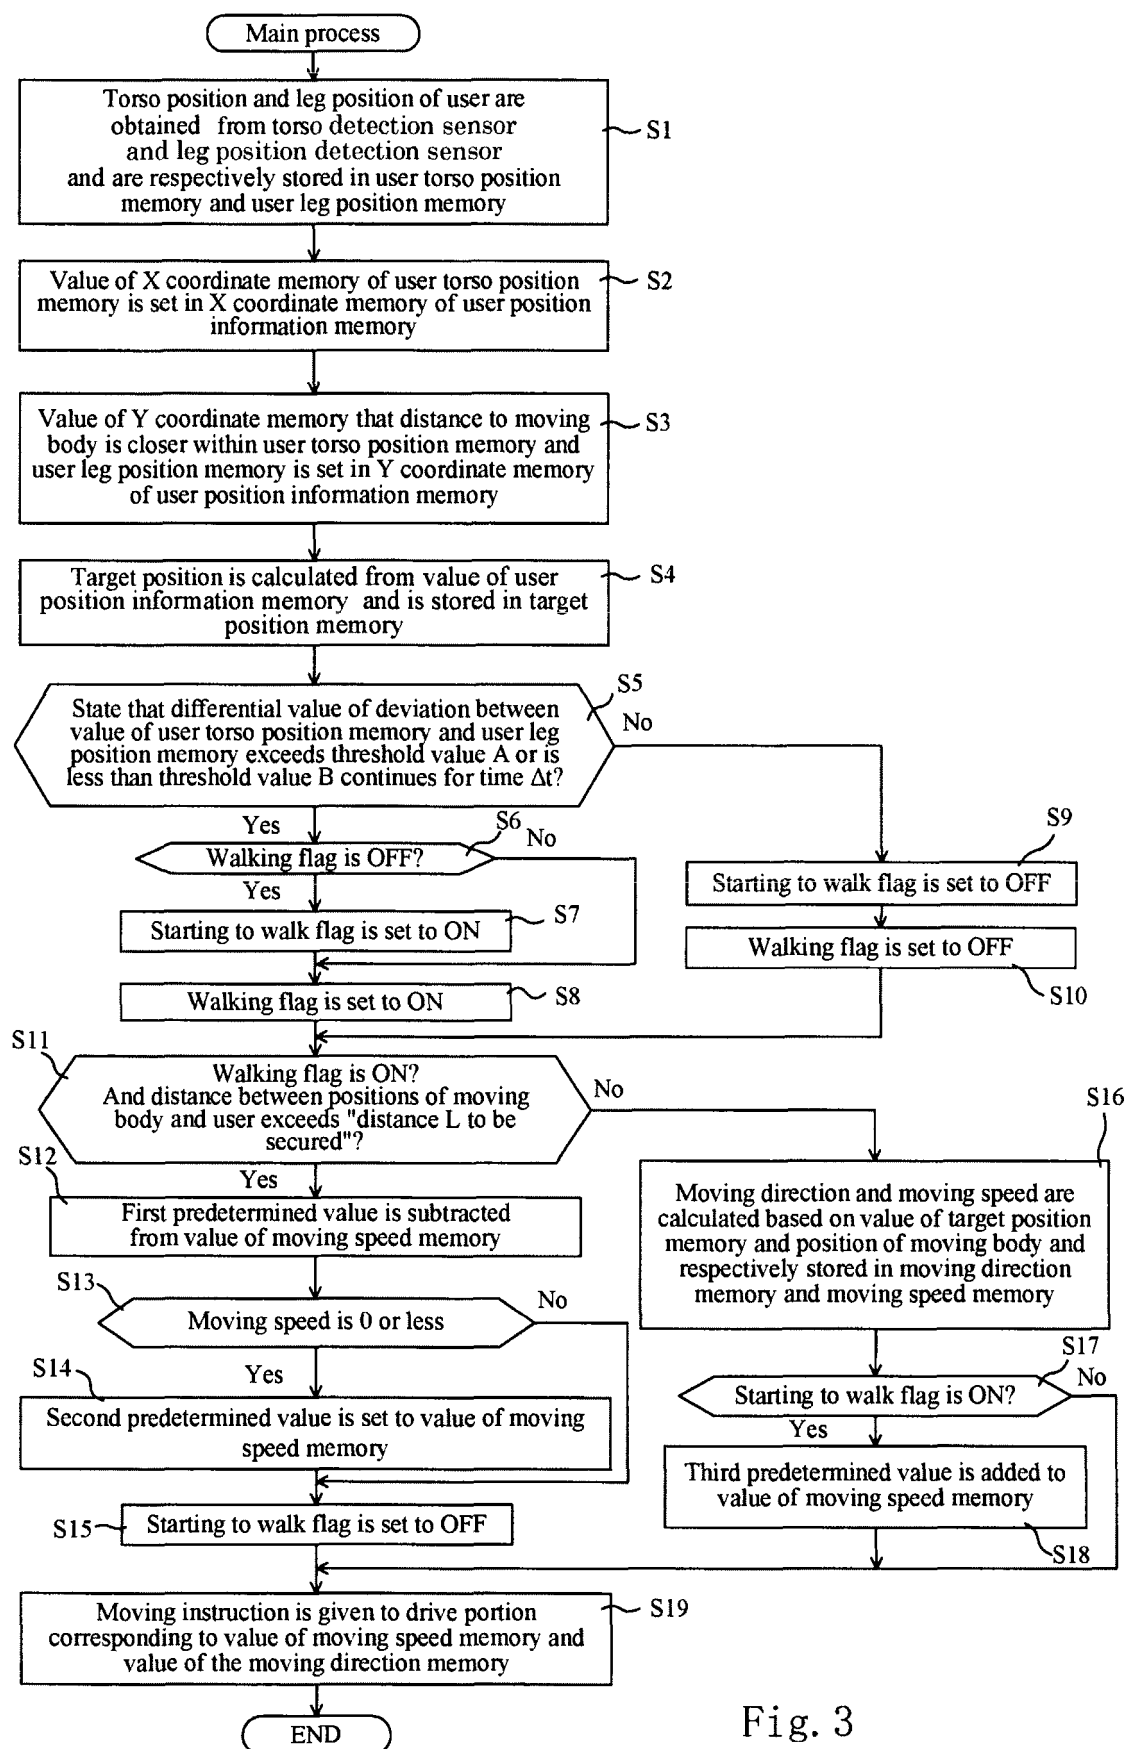 Main process
Torso position and leg position of user are
obtained from torso detection sensor
and leg position detection sensor
and are respectively stored in user torso position
memory and user leg position memory
S1
Value of X coordinate memory of user torso position
memory is set in X coordinate memory of user position
information memory
S2
Value of Y coordinate memory that distance to moving
body is closer within user torso position memory and
user leg position memory is set in Y coordinate memory
of user position information memory
S3
Target position is calculated from value of user
position information memory and is stored in target
position memory
S4
State that differential value of deviation between
value of user torso position memory and user leg
position memory exceeds threshold value A or is
less than threshold value B continues for time Δt?
S5
No
Yes
S6
Walking flag is OFF?
No
Yes
S7
Starting to walk flag is set to ON
S8
Walking flag is set to ON
S9
Starting to walk flag is set to OFF
Walking flag is set to OFF
S10
S11
Walking flag is ON?
And distance between positions of moving
body and user exceeds "distance L to be
secured"?
No
Yes
S12
First predetermined value is subtracted
from value of moving speed memory
S13
Moving speed is 0 or less
No
Yes
S14
Second predetermined value is set to value of moving
speed memory
S15
Starting to walk flag is set to OFF
S16
Moving direction and moving speed are
calculated based on value of target position
memory and position of moving body and
respectively stored in moving direction
memory and moving speed memory
S17
Starting to walk flag is ON?
No
Yes
Third predetermined value is added to
value of moving speed memory
S18
Moving instruction is given to drive portion
corresponding to value of moving speed memory and
value of the moving direction memory
S19
END
Fig. 3